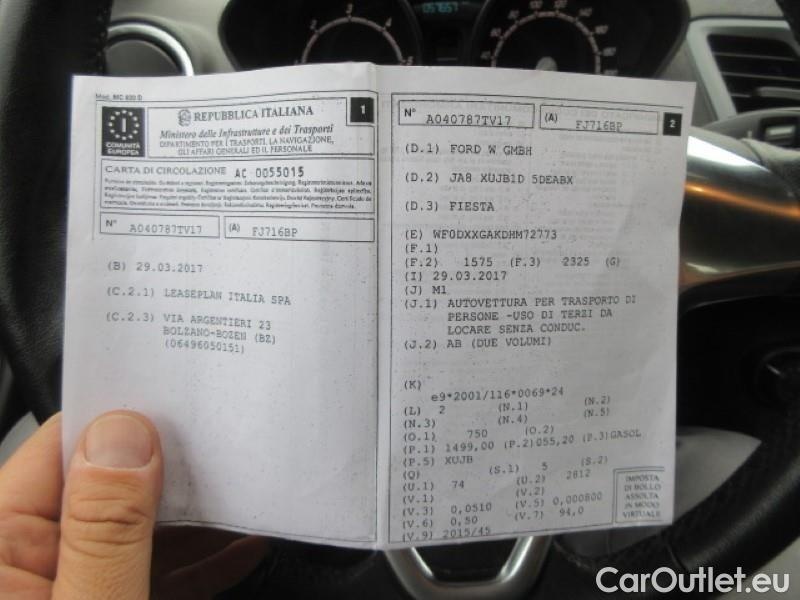 057657
Mod. MC 820 D
REPUBBLICA ITALIANA
1
Ministero delle Infrastrutture e dei Trasporti
DIPARTIMENTO PER I TRASPORTI, LA NAVIGAZIONE,
GLI AFFARI GENERALI ED IL PERSONALE
I
COMUNITÀ
EUROPEA
CARTA DI CIRCOLAZIONE AC 0055015
N° A040787TV17 (A) FJ716BP
(B) 29.03.2017
(C.2.1) LEASEPLAN ITALIA SPA
(C.2.3) VIA ARGENTIERI 23
BOLZANO-BOZEN (BZ)
(06496050151)
N° A040787TV17 (A) FJ716BP 2
(D.1) FORD W GMBH
(D.2) JA8 XUJB1D 5DEABX
(D.3) FIESTA
(E) WF0DXXGAKDHM72773
(F.1)
(F.2) 1575 (F.3) 2325 (G)
(I) 29.03.2017
(J) M1
(J.1) AUTOVETTURA PER TRASPORTO DI
PERSONE -USO DI TERZI DA
LOCARE SENZA CONDUC.
(J.2) AB (DUE VOLUMI)
(K) e9*2001/116*0069*24
(L) 2 (N.1) (N.2)
(N.3) (N.4) (N.5)
(O.1) 750 (O.2)
(P.1) 1499,00 (P.2)055,20 (P.3)GASOL
(P.5) XUJB
(Q) (S.1) 5 (S.2)
(U.1) 74 (U.2) 2812
(V.1) (V.2)
(V.3) 0,0510 (V.5) 0,000800
(V.6) 0,50 (V.7) 94,0
(V.9) 2015/45
IMPOSTA
DI BOLLO
ASSOLTA
IN MODO
VIRTUALE
CarOutlet.eu